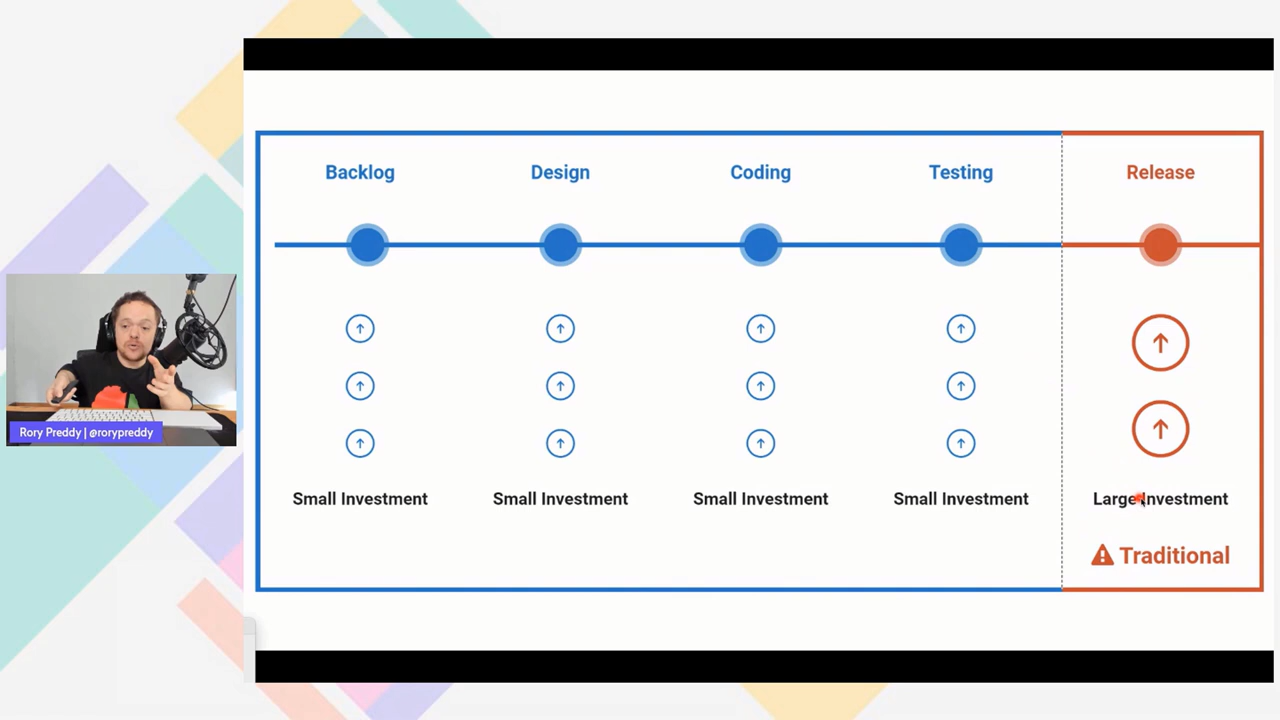 Backlog
Design
Coding
Testing
Release
Small Investment
Small Investment
Small Investment
Small Investment
Large Investment
Traditional
Rory Preddy | @rorypreddy